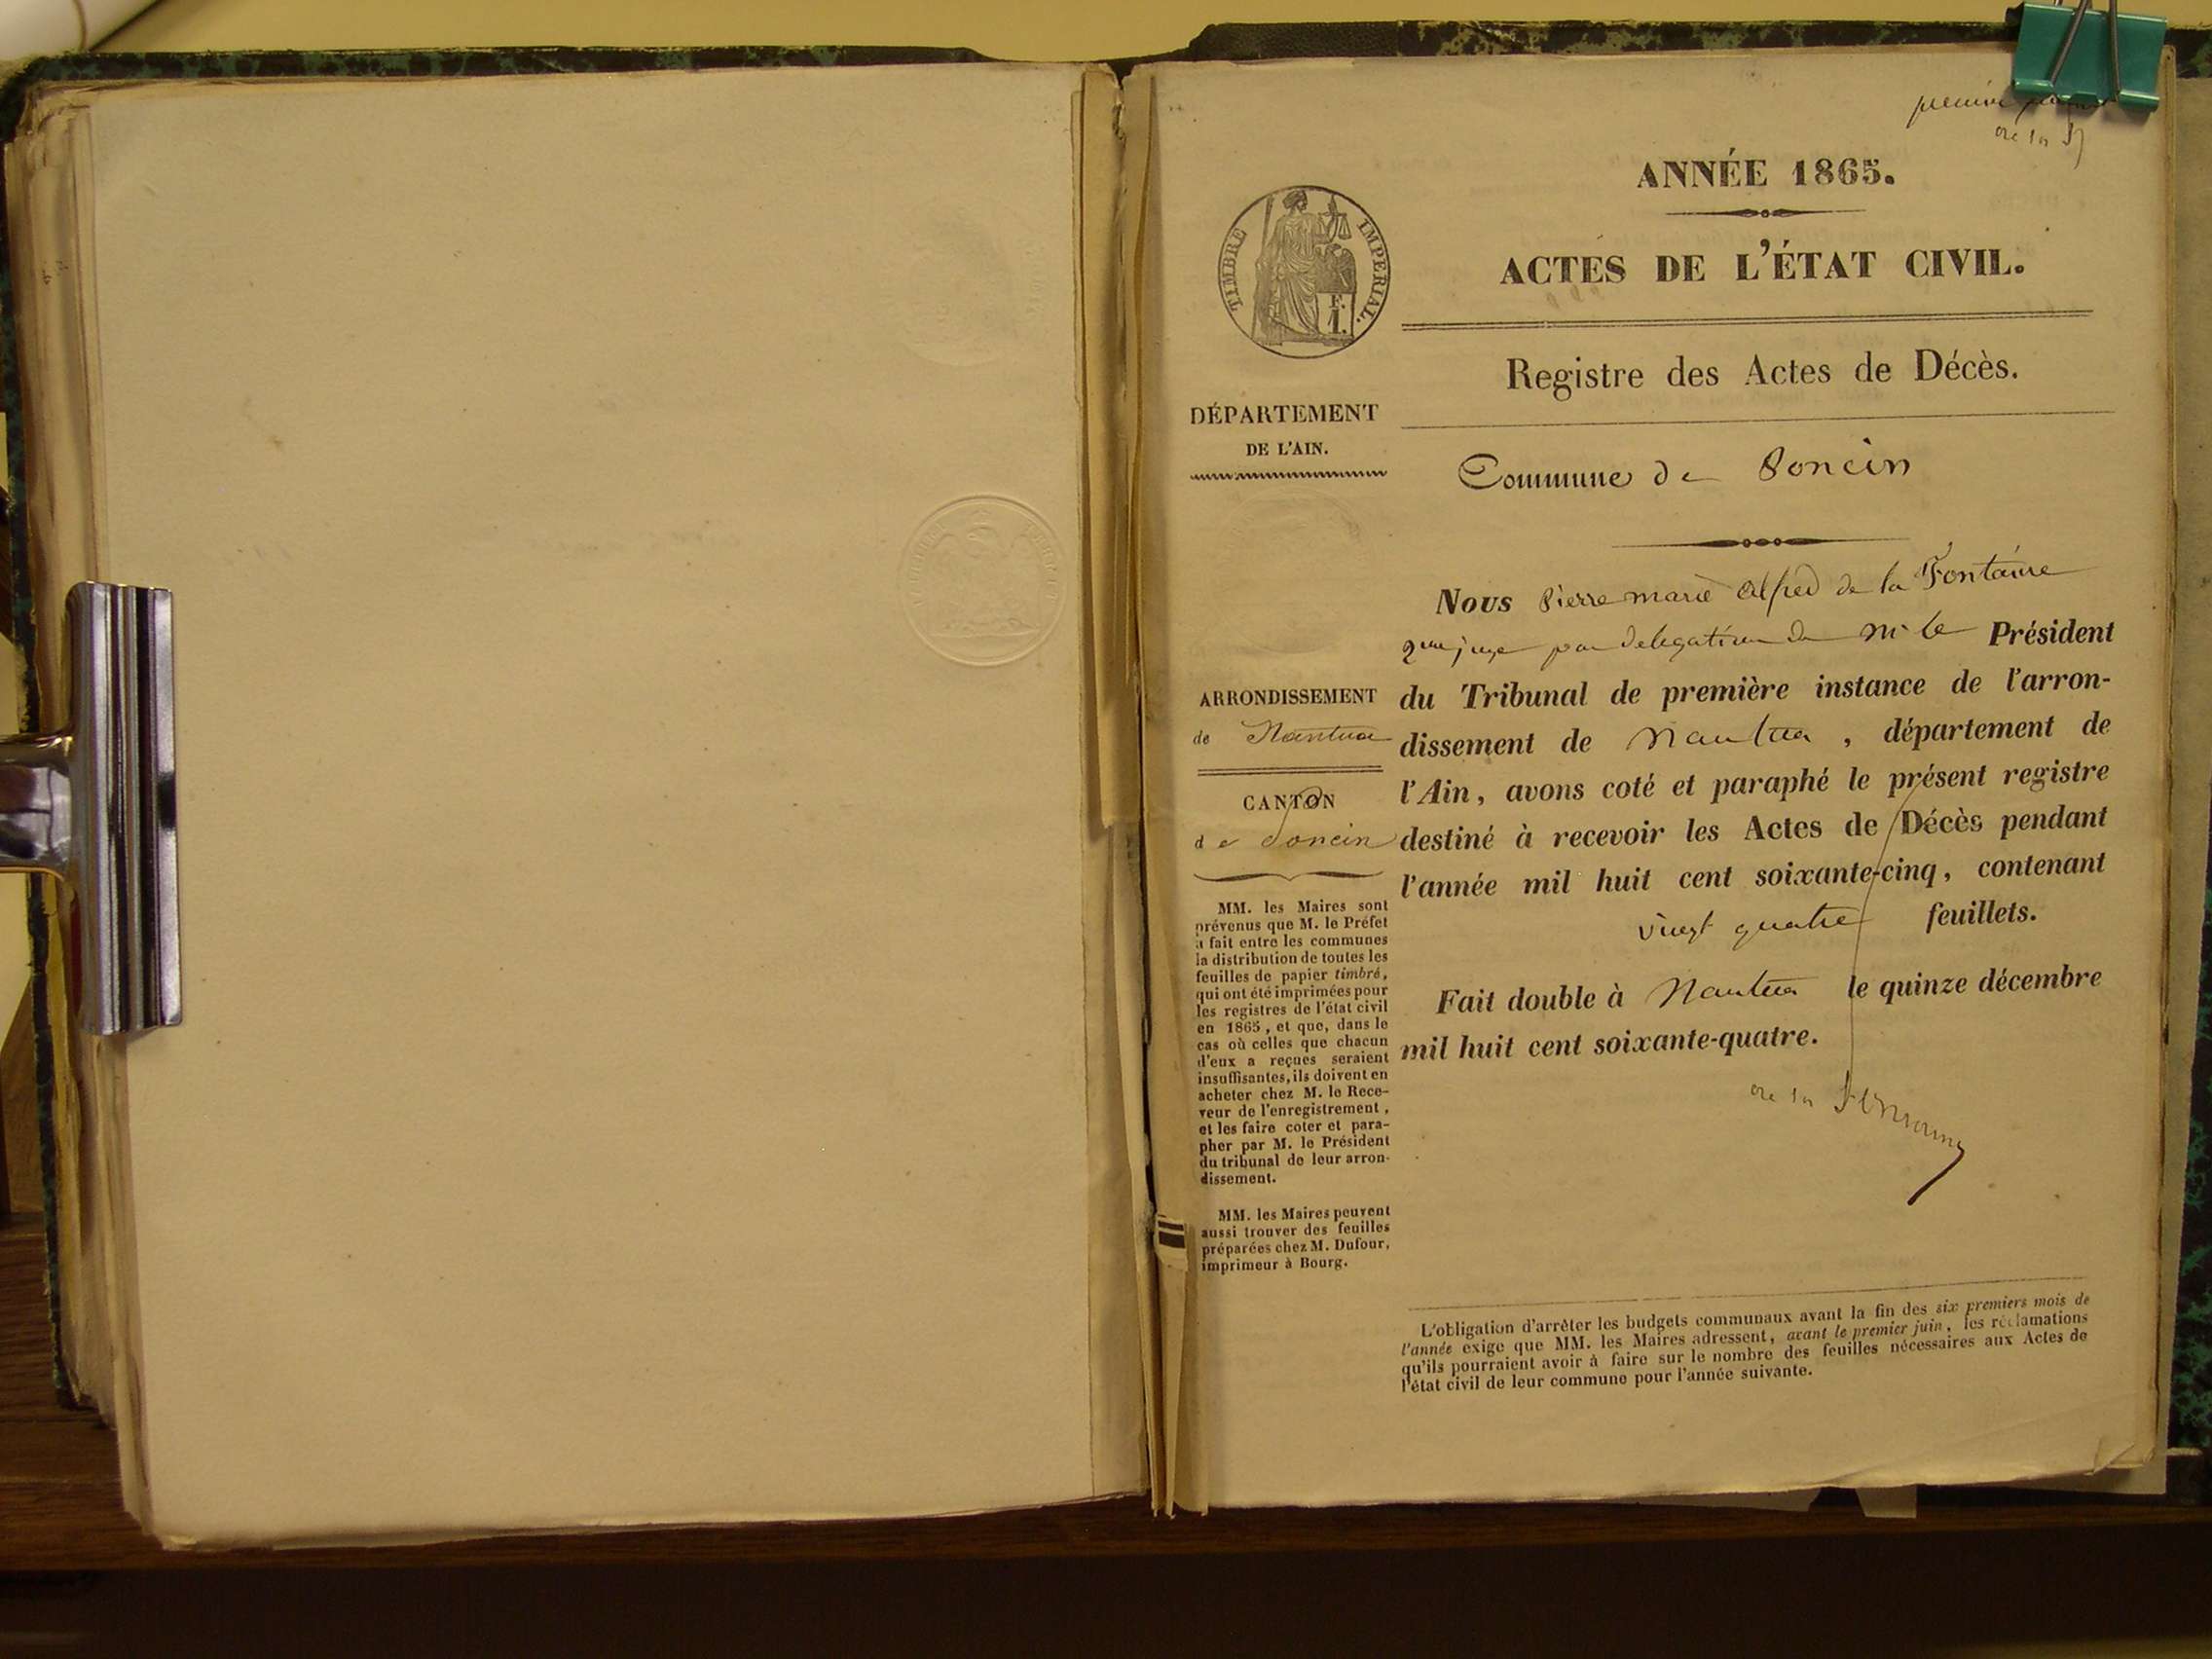 première
ANNÉE 1865.
ACTES DE L'ÉTAT CIVIL.
TIMBRE IMPÉRIAL.
F.
1.
Registre des Actes de Décès.
DÉPARTEMENT
DE L'AIN.
Commune de Poncin
Nous Pierre marie Alfred de la Fontaine
2me juge par delegation de Mr le Président
du Tribunal de première instance de l'arron-
dissement de Nantua, département de
l'Ain, avons coté et paraphé le présent registre
destiné à recevoir les Actes de Décès pendant
l'année mil huit cent soixante-cinq, contenant
vingt quatre feuillets.
Fait double à Nantua le quinze décembre
mil huit cent soixante-quatre.
ARRONDISSEMENT
de Nantua
CANTON
de Poncin
MM. les Maires sont
prévenus que M. le Préfet
a fait entre les communes
la distribution de toutes les
feuilles de papier timbré,
qui ont été imprimées pour
les registres de l'état civil
en 1865, et que, dans le
cas où celles que chacun
d'eux a reçues seraient
insuffisantes, ils doivent en
acheter chez M. le Rece-
veur de l'enregistrement,
et les faire coter et para-
pher par M. le Président
du tribunal de leur arron-
dissement.
MM. les Maires peuvent
aussi trouver des feuilles
préparées chez M. Dufour,
imprimeur à Bourg.
L'obligation d'arrêter les budgets communaux avant la fin des six premiers mois de
l'année exige que MM. les Maires adressent, avant le premier juin, les réclamations
qu'ils pourraient avoir à faire sur le nombre des feuilles nécessaires aux Actes de
l'état civil de leur commune pour l'année suivante.